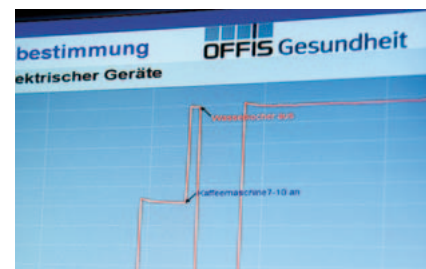 bestimmung
OFFIS Gesundheit
ektrischer Geräte
Kaffeemaschine7-10 an